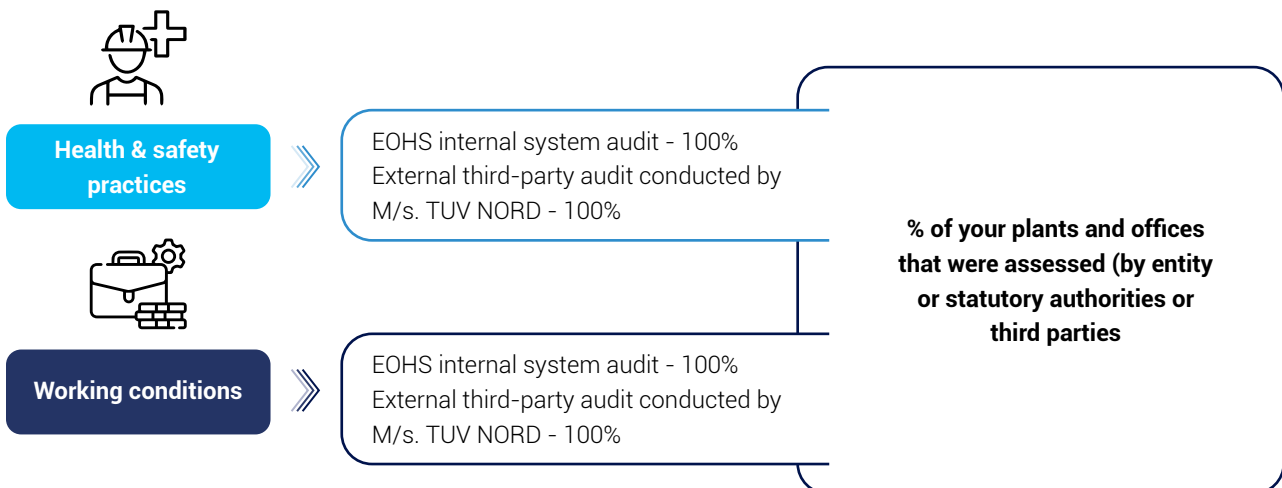 Health & safety
practices
EOHS internal system audit - 100%
External third-party audit conducted by
M/s. TUV NORD - 100%
Working conditions
EOHS internal system audit - 100%
External third-party audit conducted by
M/s. TUV NORD - 100%
% of your plants and offices
that were assessed (by entity
or statutory authorities or
third parties